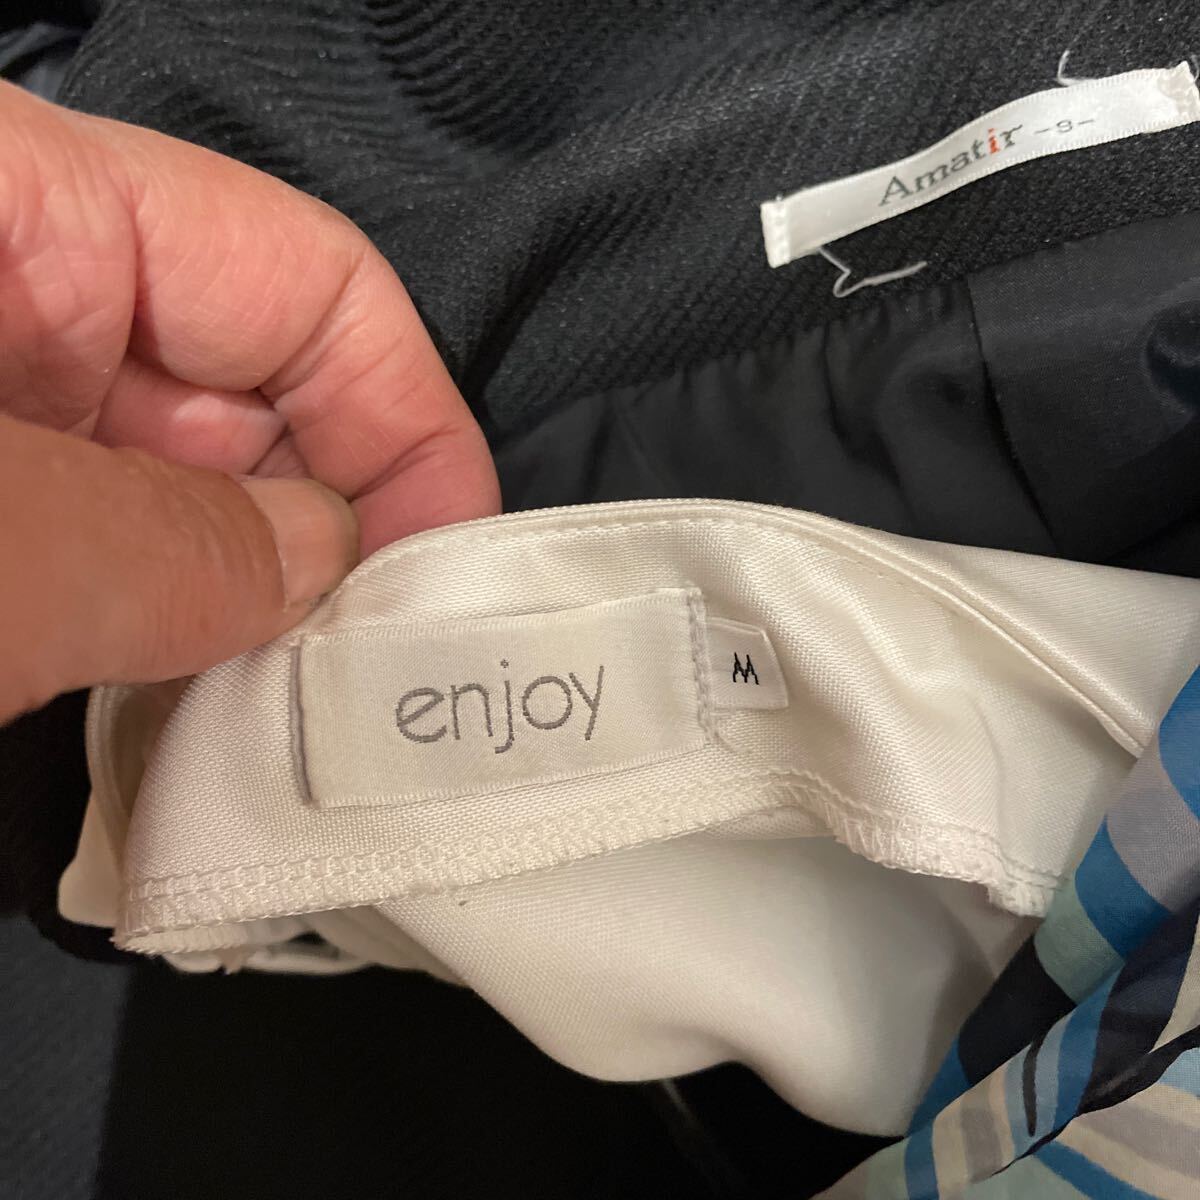 Amatir -S-
enjoy
M